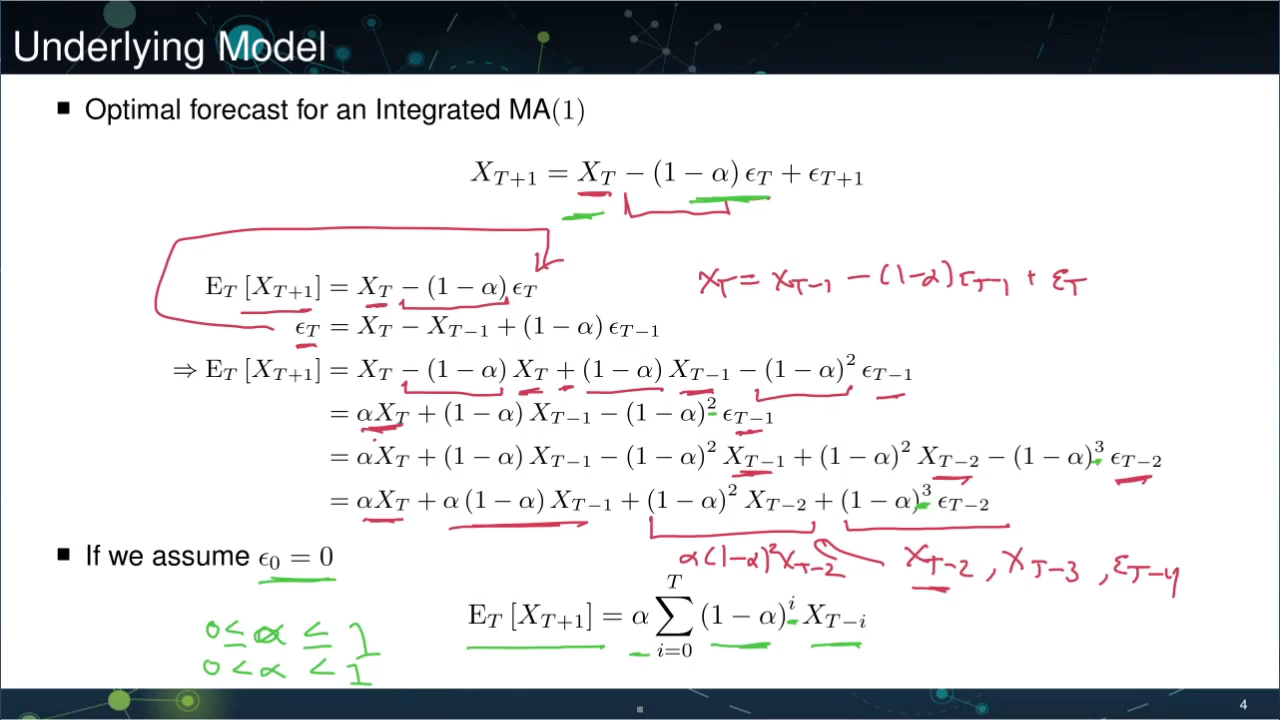 Underlying Model
Optimal forecast for an Integrated MA(1)
X_{T+1} = X_T − (1 − α) ϵ_T + ϵ_{T+1}
E_T [X_{T+1}] = X_T − (1 − α) ϵ_T
X_T = X_{T−1} − (1−α) ε_{T−1} + ε_T
ϵ_T = X_T − X_{T−1} + (1 − α) ϵ_{T−1}
⇒ E_T [X_{T+1}] = X_T − (1 − α) X_T + (1 − α) X_{T−1} − (1 − α)² ϵ_{T−1}
= αX_T + (1 − α) X_{T−1} − (1 − α)² ϵ_{T−1}
= αX_T + (1 − α) X_{T−1} − (1 − α)² X_{T−1} + (1 − α)² X_{T−2} − (1 − α)³ ϵ_{T−2}
= αX_T + α (1 − α) X_{T−1} + (1 − α)² X_{T−2} + (1 − α)³ ϵ_{T−2}
If we assume ϵ_0 = 0
α(1−α)² X_{T−2} X_{T−2} , X_{T−3} , ε_{T−4}
E_T [X_{T+1}] = α ∑_{i=0}^{T} (1 − α)^i X_{T−i}
0 ≤ α ≤ 1
0 < α < 1
4